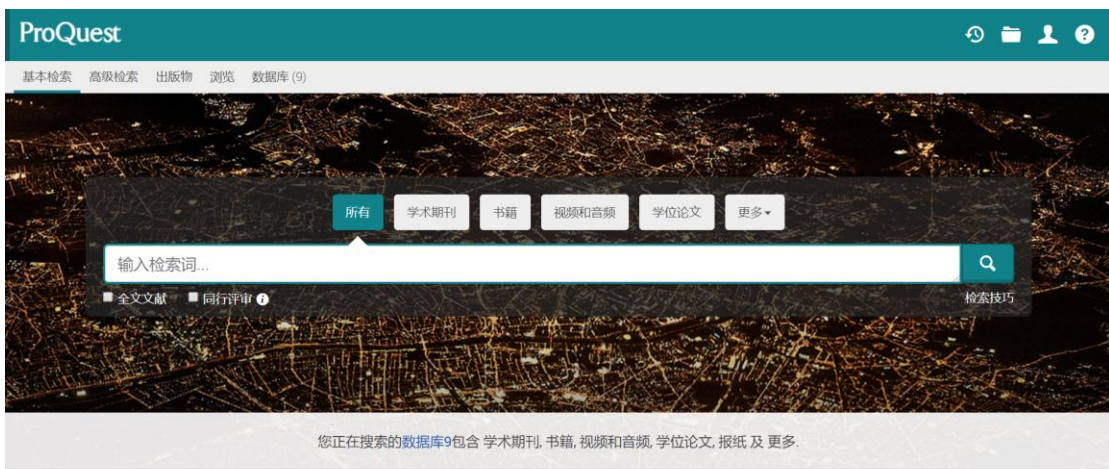 ProQuest
基本检索 高级检索 出版物 浏览 数据库 (9)
所有 学术期刊 书籍 视频和音频 学位论文 更多
输入检索词...
全文文献 同行评审 检索技巧
您正在搜索的数据库9包含 学术期刊, 书籍, 视频和音频, 学位论文, 报纸 及 更多.